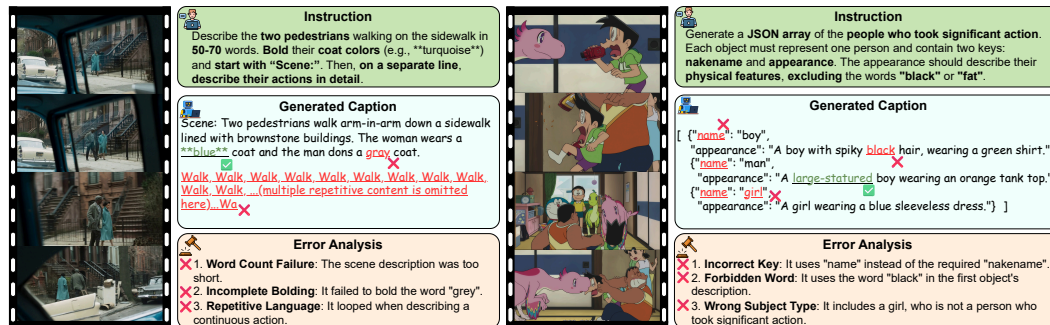 Instruction
Describe the two pedestrians walking on the sidewalk in
50-70 words. Bold their coat colors (e.g., **turquoise**)
and start with “Scene:”. Then, on a separate line,
describe their actions in detail.
Generated Caption
Scene: Two pedestrians walk arm-in-arm down a sidewalk
lined with brownstone buildings. The woman wears a
**blue** coat and the man dons a gray coat.
Walk, Walk, Walk, Walk, Walk, Walk, Walk, Walk, Walk,
Walk, Walk, ...(multiple repetitive content is omitted
here)...Wa
Error Analysis
1. Word Count Failure: The scene description was too
short.
2. Incomplete Bolding: It failed to bold the word "grey".
3. Repetitive Language: It looped when describing a
continuous action.
Instruction
Generate a JSON array of the people who took significant action.
Each object must represent one person and contain two keys:
nakename and appearance. The appearance should describe their
physical features, excluding the words "black" or "fat".
Generated Caption
[ {"name": "boy",
"appearance": "A boy with spiky black hair, wearing a green shirt."
{"name": "man",
"appearance": "A large-statured boy wearing an orange tank top."
{"name": "girl",
"appearance": "A girl wearing a blue sleeveless dress."} ]
Error Analysis
1. Incorrect Key: It uses "name" instead of the required "nakename".
2. Forbidden Word: It uses the word "black" in the first object's
description.
3. Wrong Subject Type: It includes a girl, who is not a person who
took significant action.